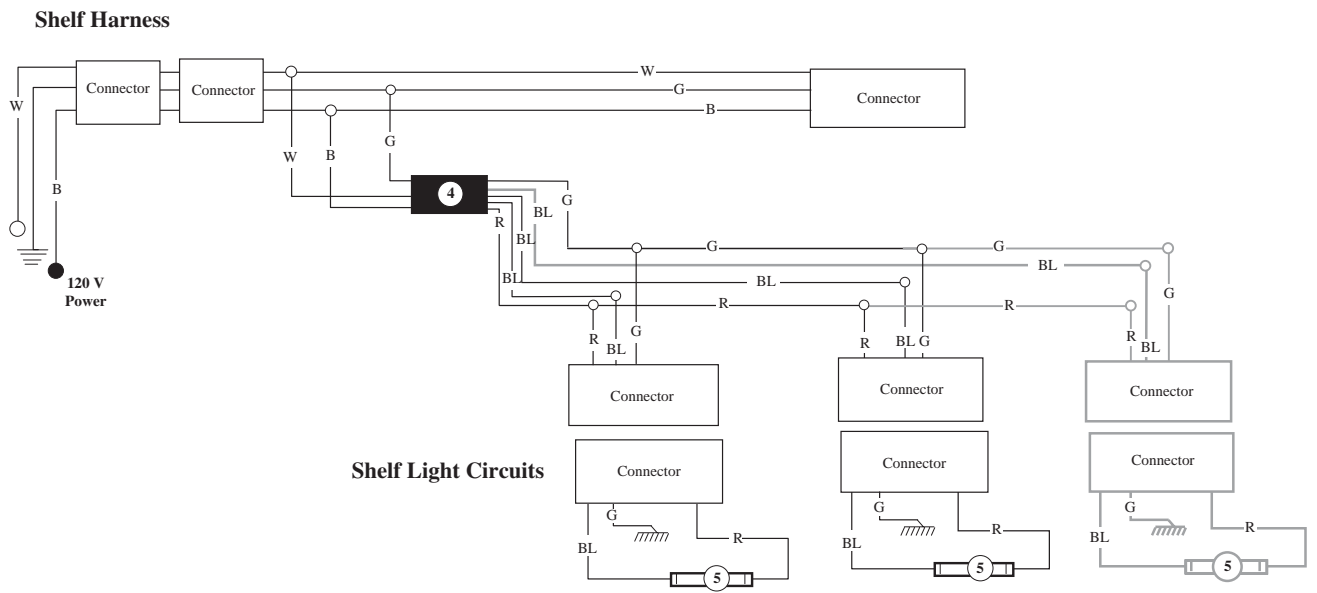 Shelf Harness
W
Connector
Connector
G
Connector
B
W
G
W
B
B
4
G
BL
R
BL
G
G
BL
BL
BL
G
120 V
Power
R
R
R
BL
G
R
BL
G
R
BL
Connector
Connector
Connector
Shelf Light Circuits
Connector
Connector
Connector
G
G
G
BL
R
BL
R
BL
R
5
5
5